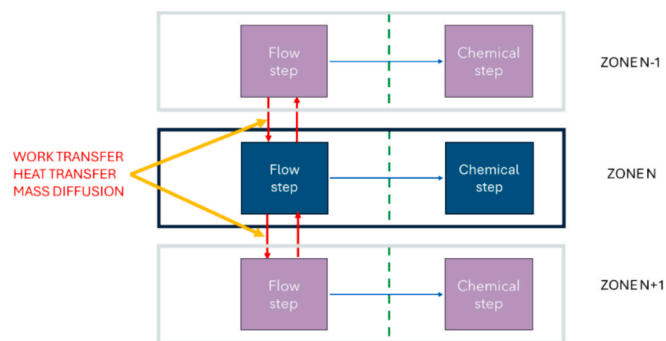 Flow
step
Chemical
step
ZONE N-1
WORK TRANSFER
HEAT TRANSFER
MASS DIFFUSION
Flow
step
Chemical
step
ZONE N
Flow
step
Chemical
step
ZONE N+1